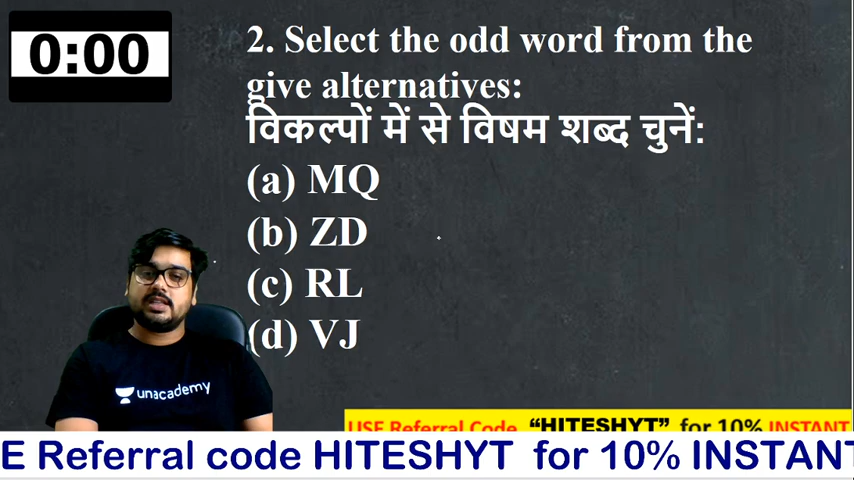 0:00
2. Select the odd word from the
give alternatives:
विकल्पों में से विषम शब्द चुनें:
(a) MQ
(b) ZD
(c) RL
(d) VJ
unacademy
USE Referral Code "HITESHYT" for 10% INSTANT
E Referral code HITESHYT for 10% INSTANT